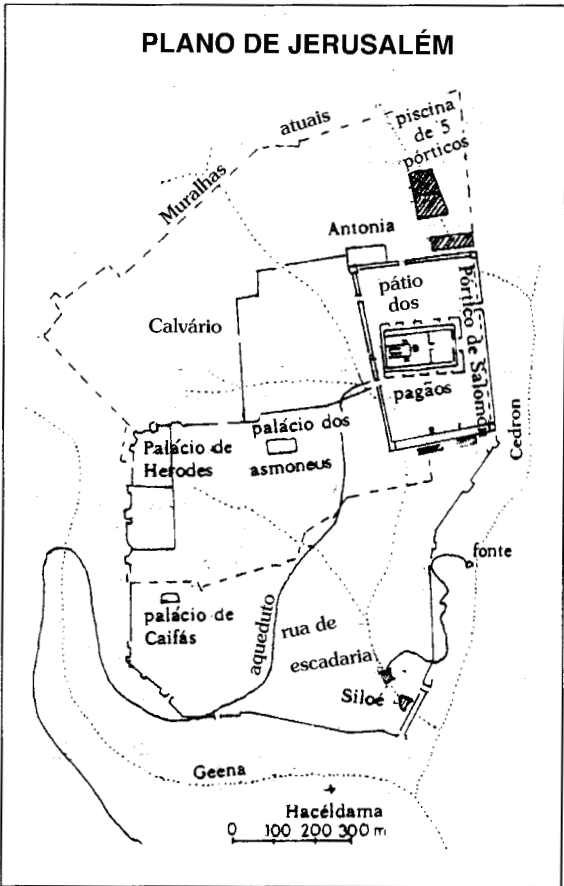 PLANO DE JERUSALÉM
atuais
Muralhas
piscina
de 5
pórticos
Antonia
pátio
dos
Pórtico de Salomão
Calvário
pagãos
Cedron
palácio dos
asmoneus
Palácio de
Herodes
fonte
palácio de
Caifás
aqueduto
rua de
escadaria
Siloé
Geena
Hacéldama
0 100 200 300 m